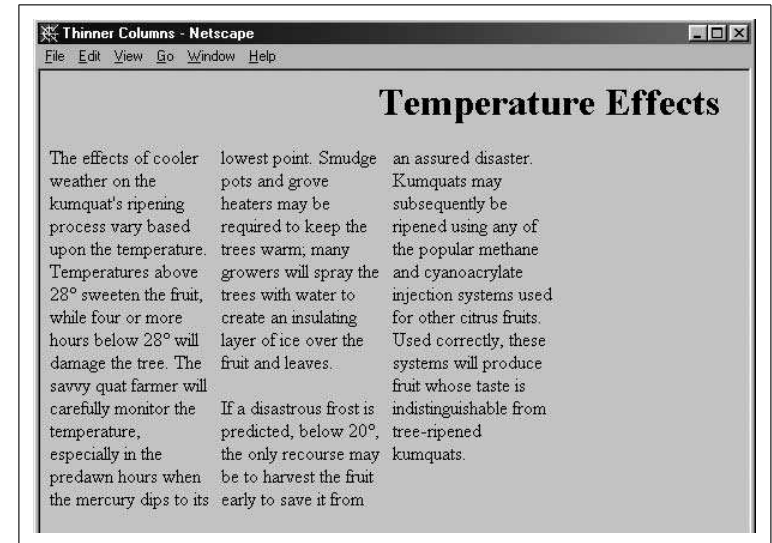 Thinner Columns - Netscape
File Edit View Go Window Help
Temperature Effects
The effects of cooler
weather on the
kumquat's ripening
process vary based
upon the temperature.
Temperatures above
28° sweeten the fruit,
while four or more
hours below 28° will
damage the tree. The
savvy quat farmer will
carefully monitor the
temperature,
especially in the
predawn hours when
the mercury dips to its
lowest point. Smudge
pots and grove
heaters may be
required to keep the
trees warm; many
growers will spray the
trees with water to
create an insulating
layer of ice over the
fruit and leaves.
If a disastrous frost is
predicted, below 20°,
the only recourse may
be to harvest the fruit
early to save it from
an assured disaster.
Kumquats may
subsequently be
ripened using any of
the popular methane
and cyanoacrylate
injection systems used
for other citrus fruits.
Used correctly, these
systems will produce
fruit whose taste is
indistinguishable from
tree-ripened
kumquats.